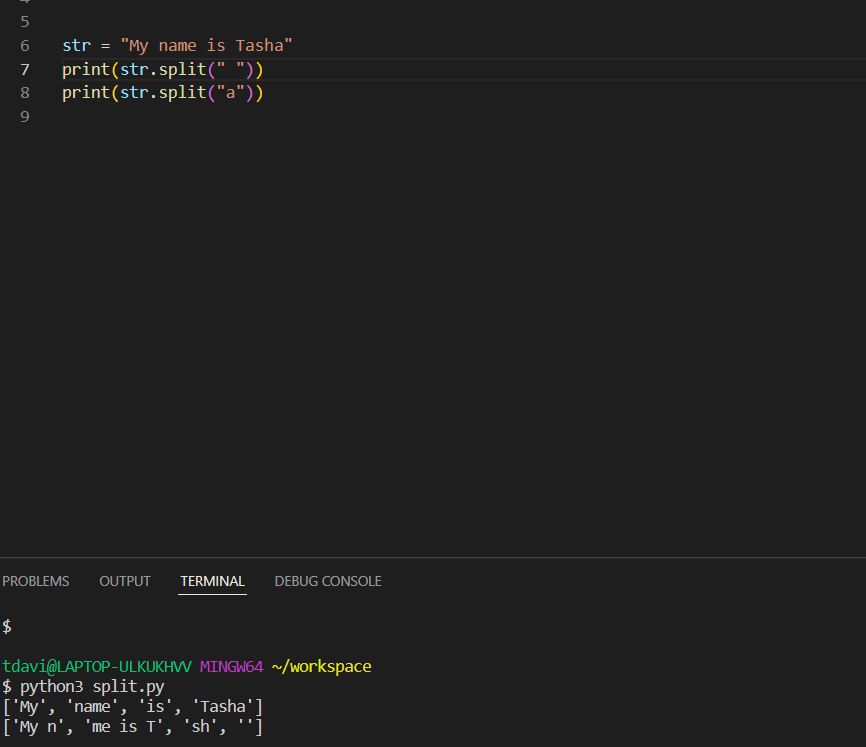 5
6 str = "My name is Tasha"
7 print(str.split(" "))
8 print(str.split("a"))
9
PROBLEMS OUTPUT TERMINAL DEBUG CONSOLE
$
tdavi@LAPTOP-ULKUKHVV MINGW64 ~/workspace
$ python3 split.py
['My', 'name', 'is', 'Tasha']
['My n', 'me is T', 'sh', '']